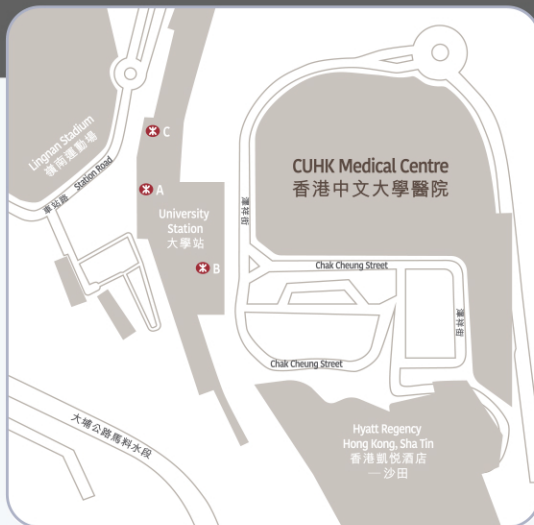 Lingnan Stadium
嶺南運動場
C
Station Road
車站路
A
University
Station
大學站
B
CUHK Medical Centre
香港中文大學醫院
澤祥街
Chak Cheung Street
澤祥街
Chak Cheung Street
大埔公路馬料水段
Hyatt Regency
Hong Kong, Sha Tin
香港凱悅酒店
—沙田